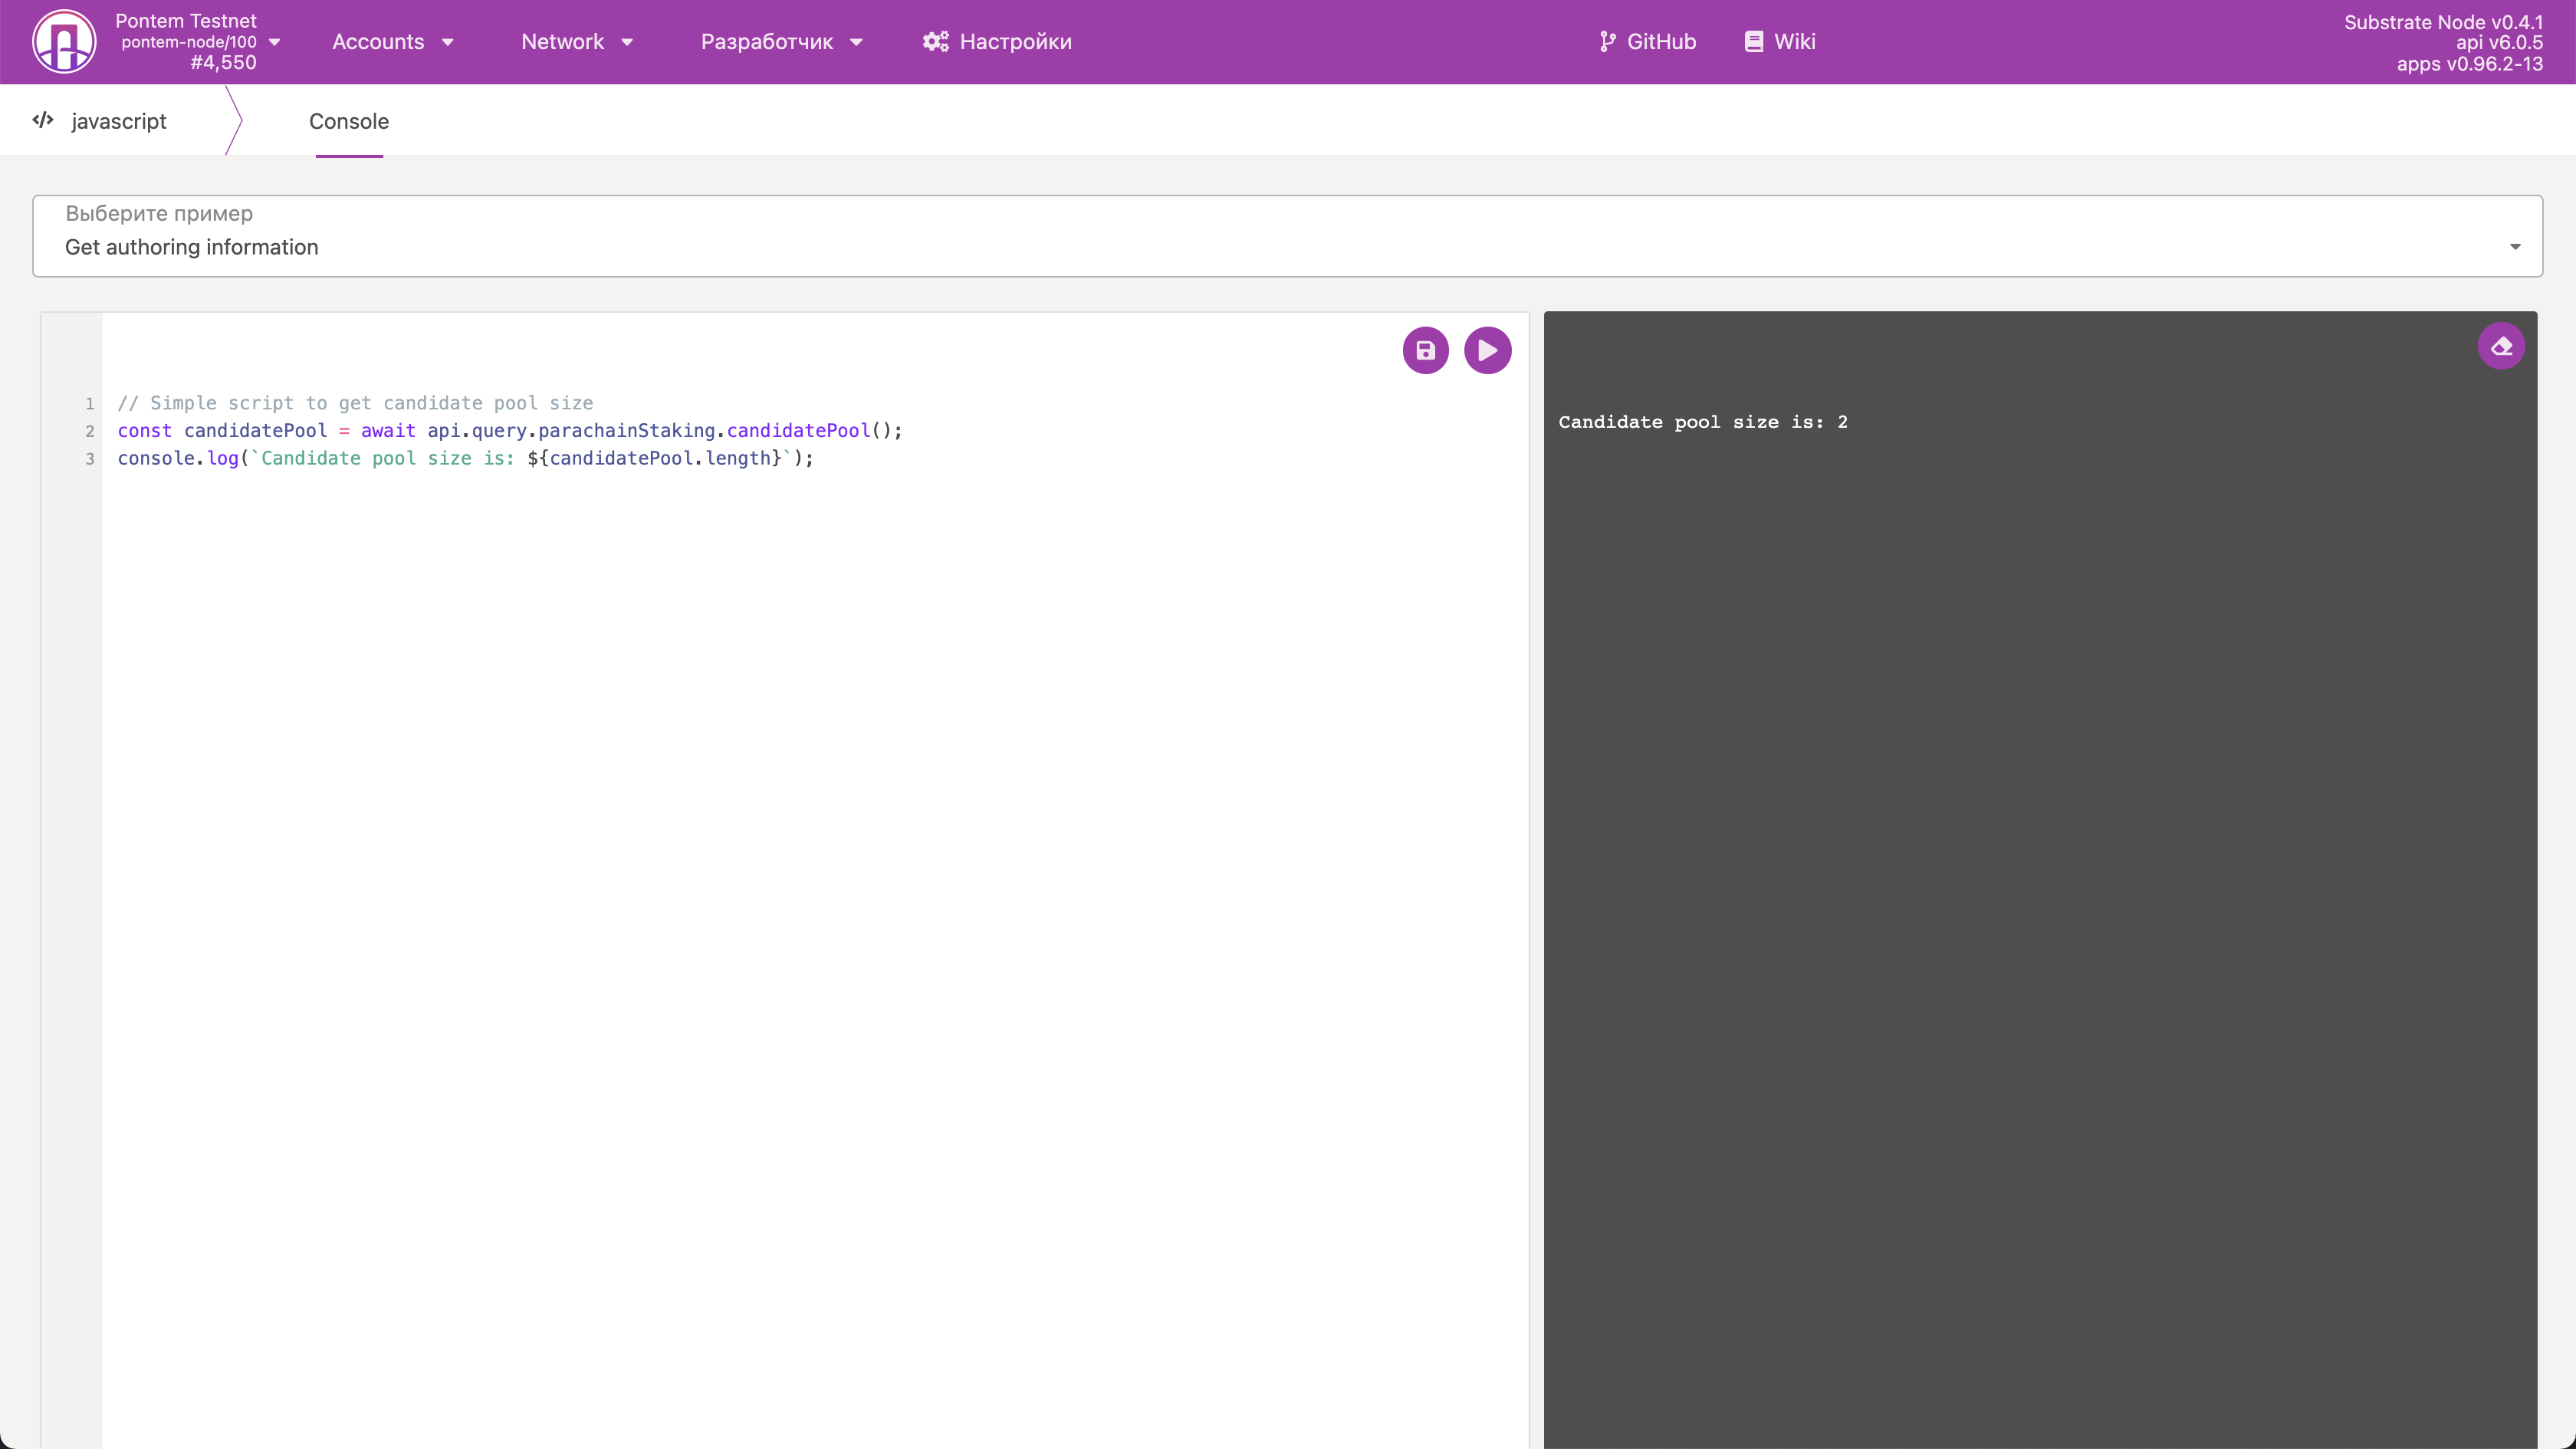 Pontem Testnet
pontem-node/100
#4,550
Accounts
Network
Разработчик
Настройки
GitHub
Wiki
Substrate Node v0.4.1
api v6.0.5
apps v0.96.2-13
</> javascript
Console
Выберите пример
Get authoring information
1 // Simple script to get candidate pool size
2 const candidatePool = await api.query.parachainStaking.candidatePool();
3 console.log(`Candidate pool size is: ${candidatePool.length}`);
Candidate pool size is: 2